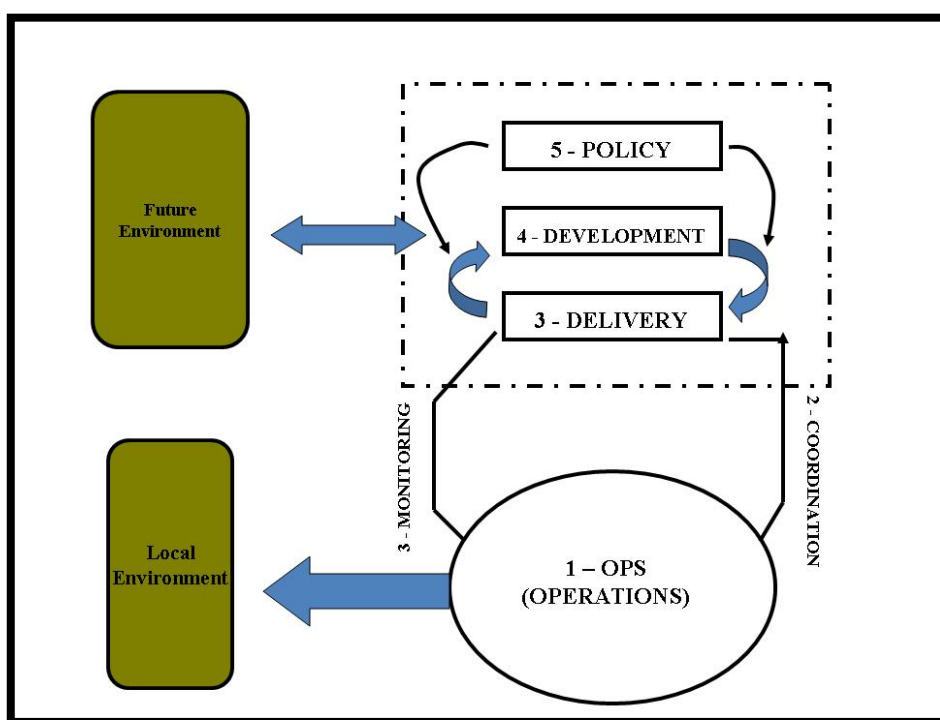 5 - POLICY
Future
Environment
4 - DEVELOPMENT
3 - DELIVERY
3 - MONITORING
2 - COORDINATION
Local
Environment
1 – OPS
(OPERATIONS)